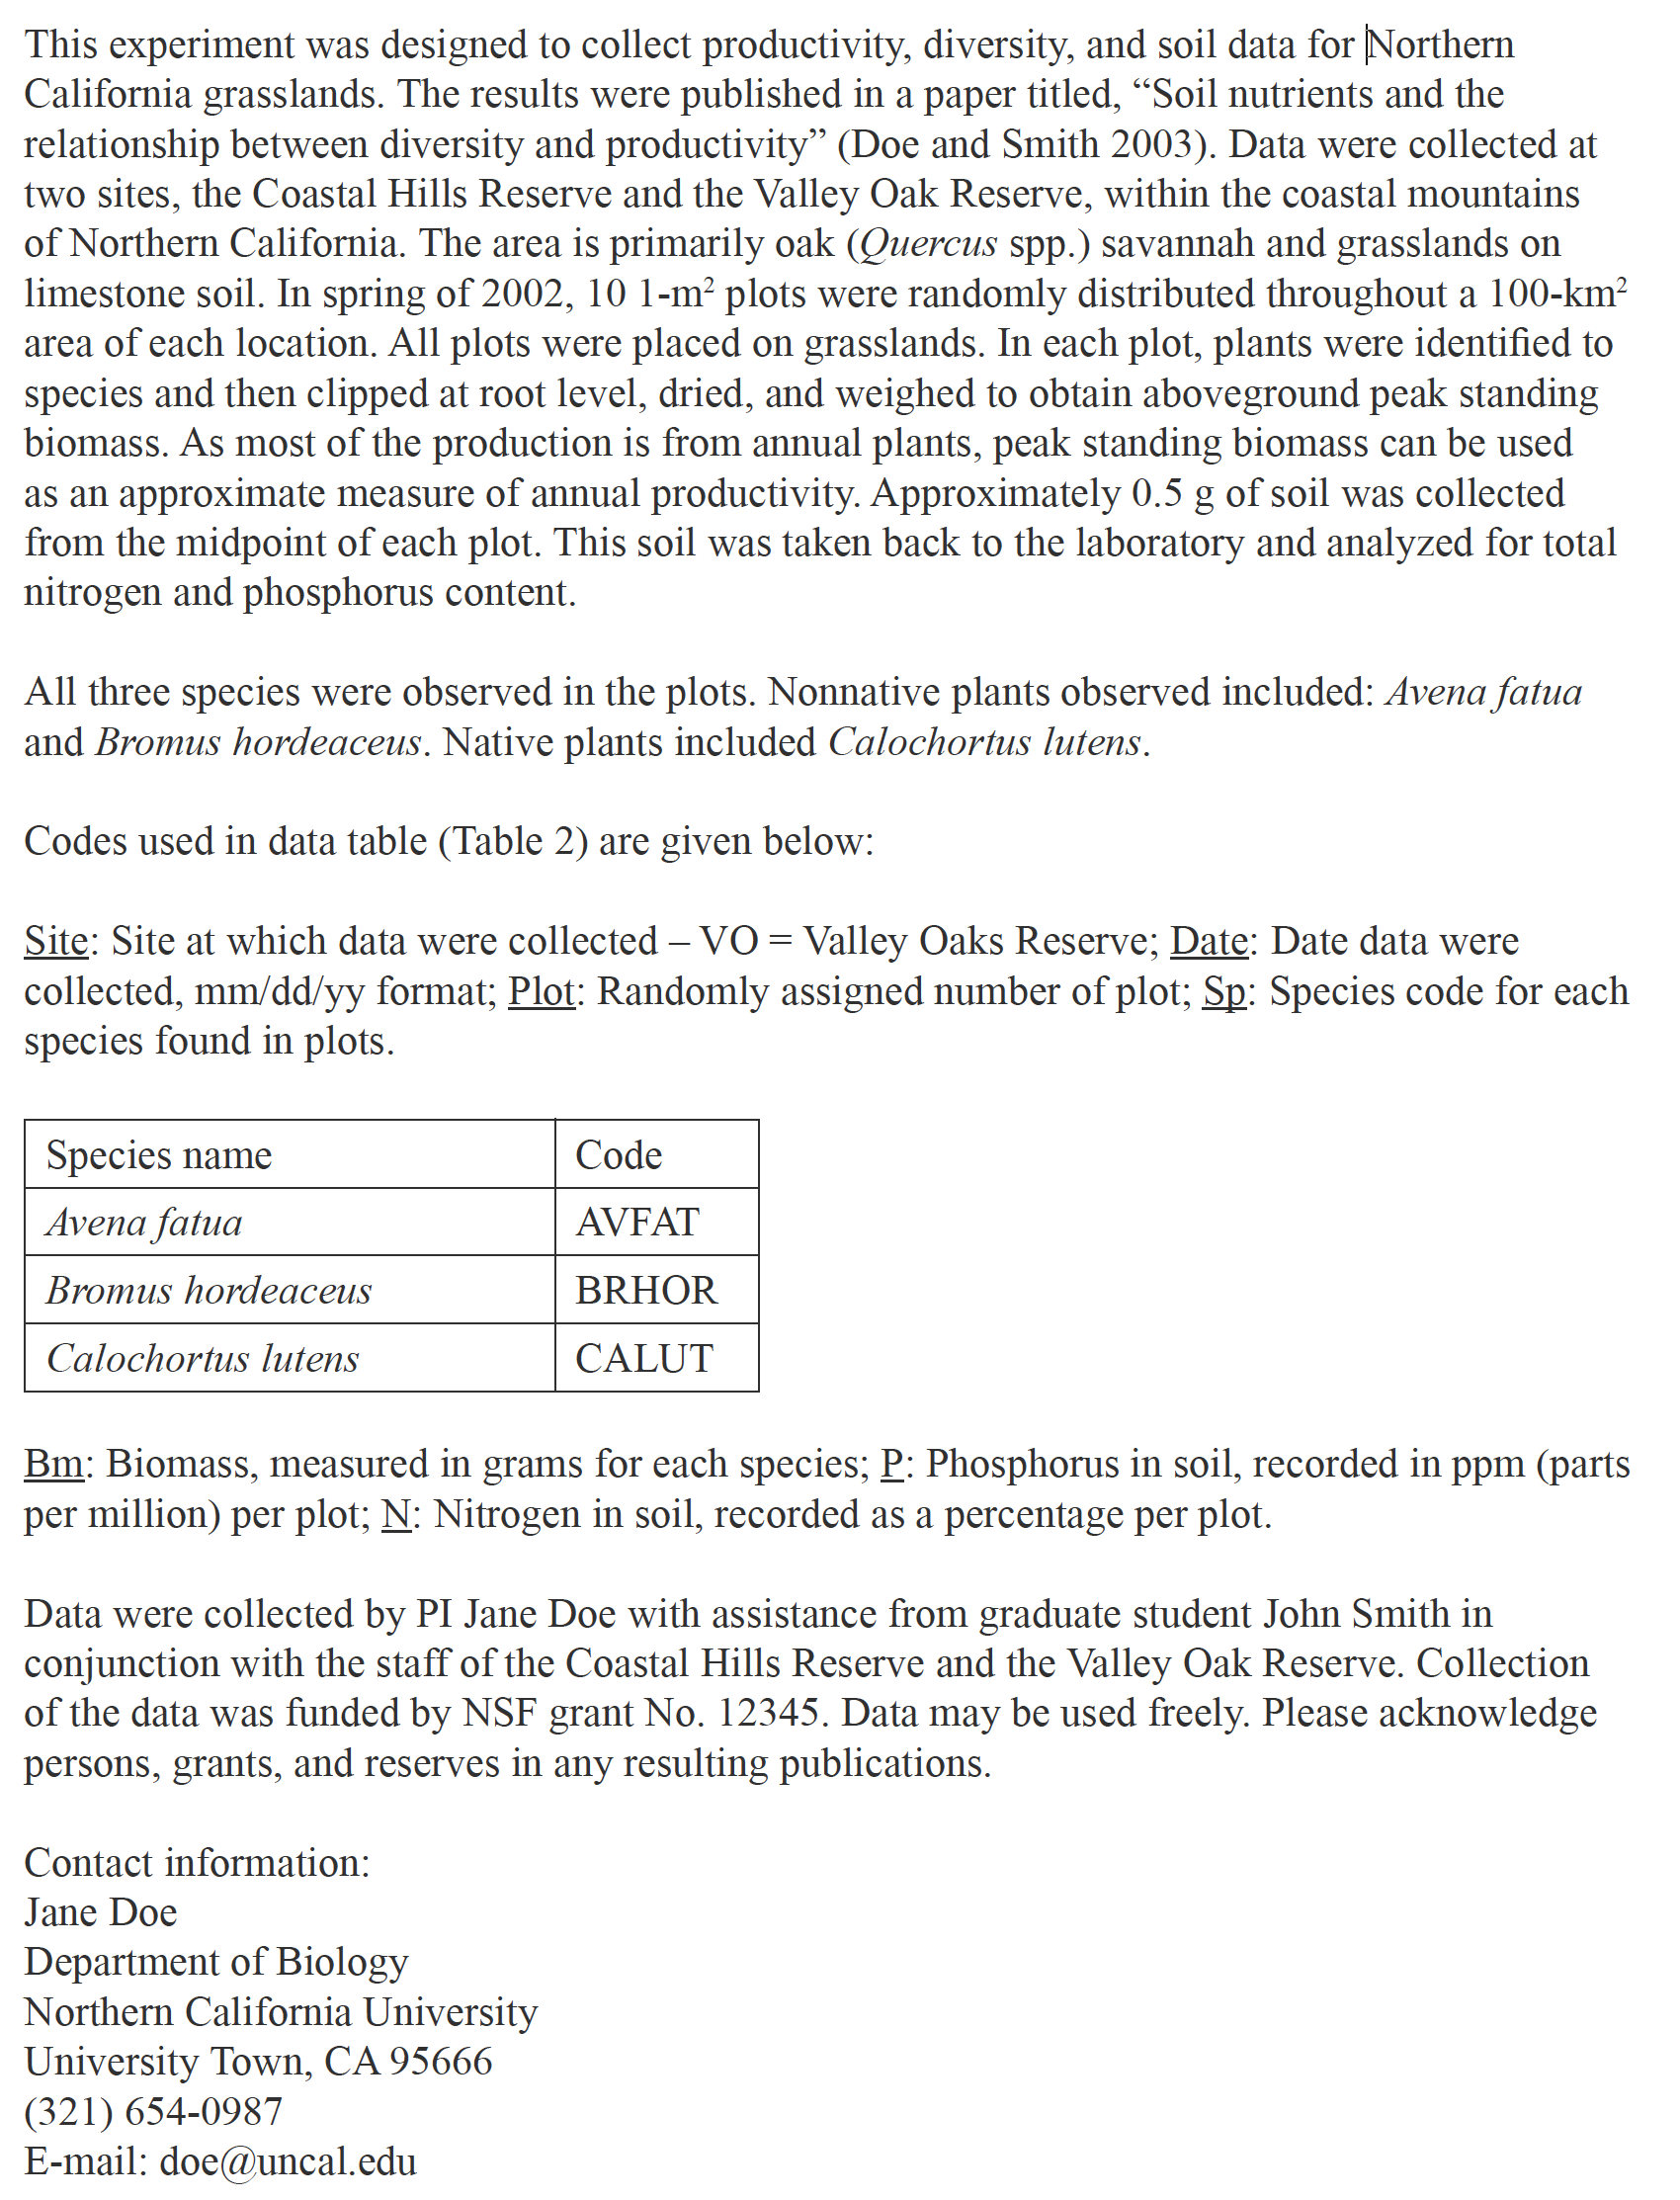 This experiment was designed to collect productivity, diversity, and soil data for Northern
California grasslands. The results were published in a paper titled, “Soil nutrients and the
relationship between diversity and productivity” (Doe and Smith 2003). Data were collected at
two sites, the Coastal Hills Reserve and the Valley Oak Reserve, within the coastal mountains
of Northern California. The area is primarily oak (Quercus spp.) savannah and grasslands on
limestone soil. In spring of 2002, 10 1-m² plots were randomly distributed throughout a 100-km²
area of each location. All plots were placed on grasslands. In each plot, plants were identified to
species and then clipped at root level, dried, and weighed to obtain aboveground peak standing
biomass. As most of the production is from annual plants, peak standing biomass can be used
as an approximate measure of annual productivity. Approximately 0.5 g of soil was collected
from the midpoint of each plot. This soil was taken back to the laboratory and analyzed for total
nitrogen and phosphorus content.
All three species were observed in the plots. Nonnative plants observed included: Avena fatua
and Bromus hordeaceus. Native plants included Calochortus lutens.
Codes used in data table (Table 2) are given below:
Site: Site at which data were collected – VO = Valley Oaks Reserve; Date: Date data were
collected, mm/dd/yy format; Plot: Randomly assigned number of plot; Sp: Species code for each
species found in plots.
Species name Code
Avena fatua AVFAT
Bromus hordeaceus BRHOR
Calochortus lutens CALUT
Bm: Biomass, measured in grams for each species; P: Phosphorus in soil, recorded in ppm (parts
per million) per plot; N: Nitrogen in soil, recorded as a percentage per plot.
Data were collected by PI Jane Doe with assistance from graduate student John Smith in
conjunction with the staff of the Coastal Hills Reserve and the Valley Oak Reserve. Collection
of the data was funded by NSF grant No. 12345. Data may be used freely. Please acknowledge
persons, grants, and reserves in any resulting publications.
Contact information:
Jane Doe
Department of Biology
Northern California University
University Town, CA 95666
(321) 654-0987
E-mail: doe@uncal.edu